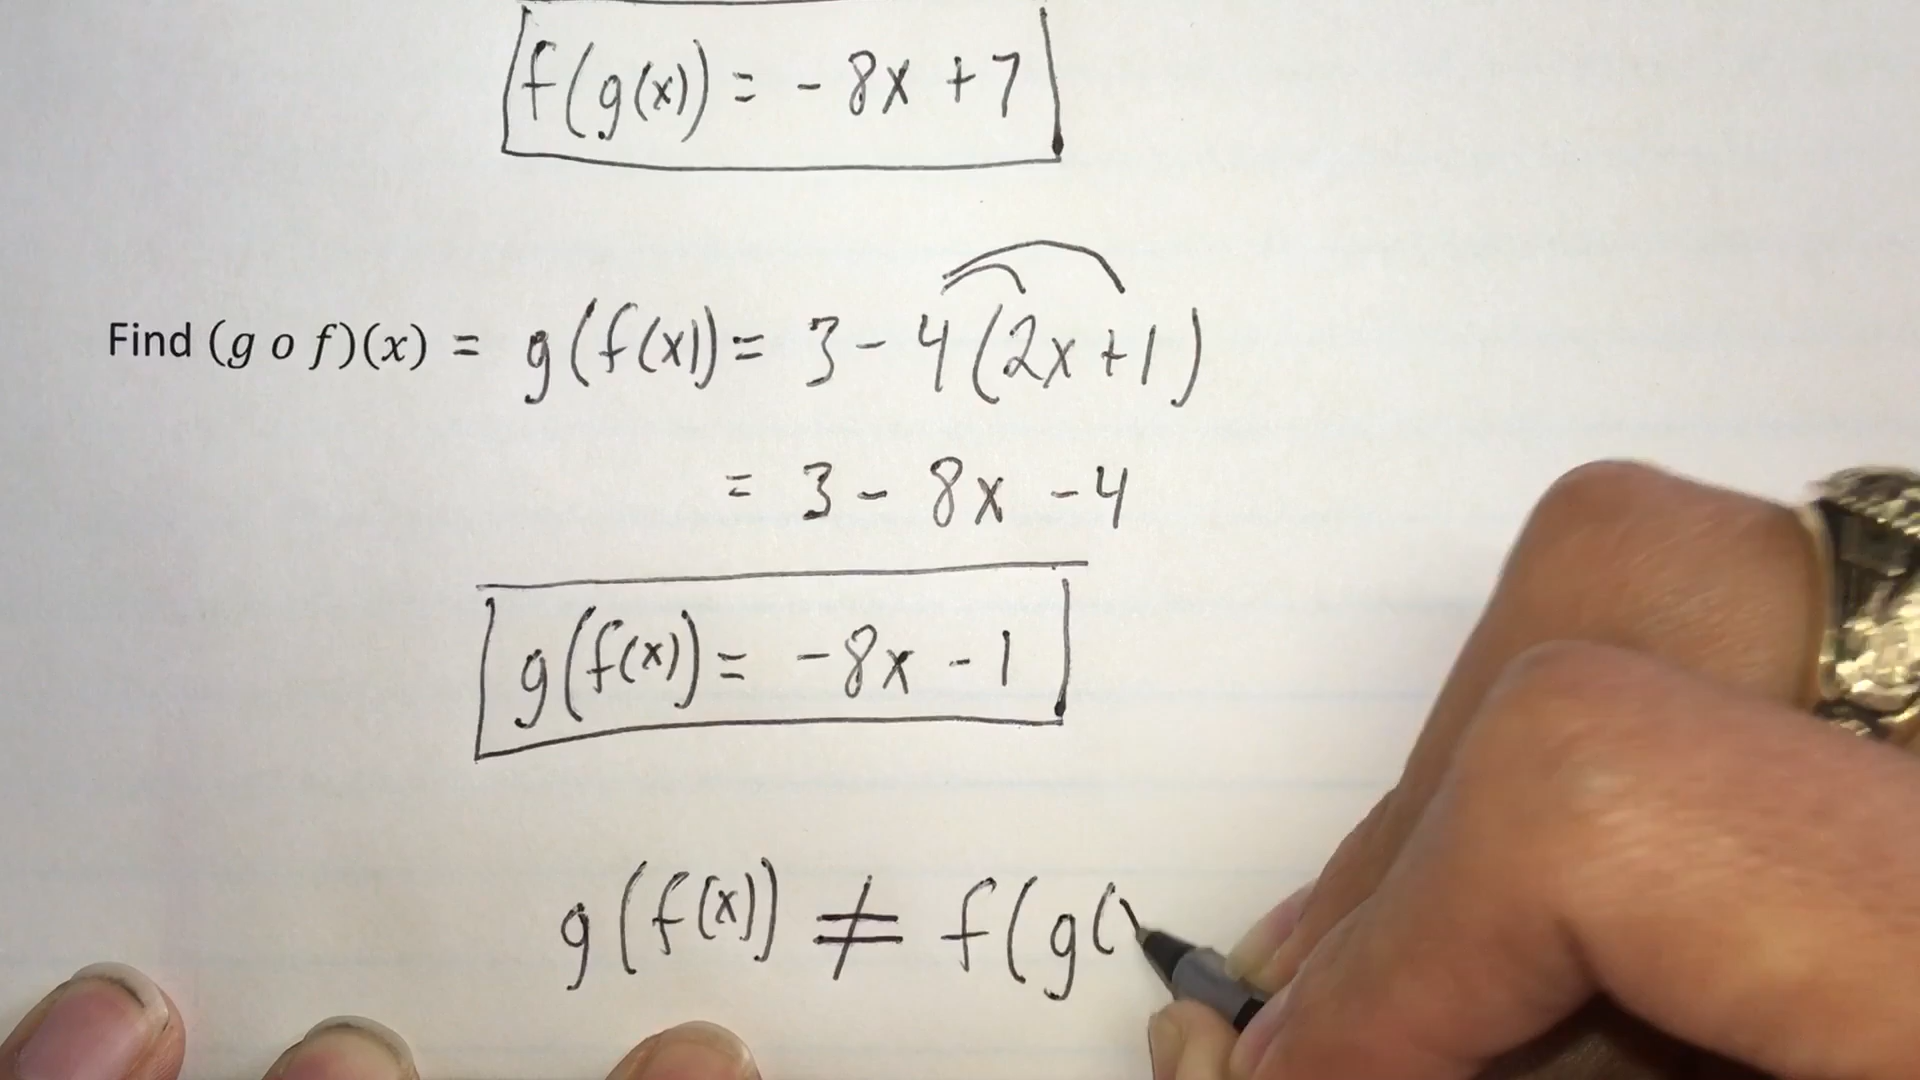 f(g(x)) = - 8x + 7
Find (g o f)(x) = g(f(x)) = 3 - 4(2x+1)
= 3 - 8x - 4
g(f(x)) = - 8x - 1
g(f(x)) ≠ f(g(